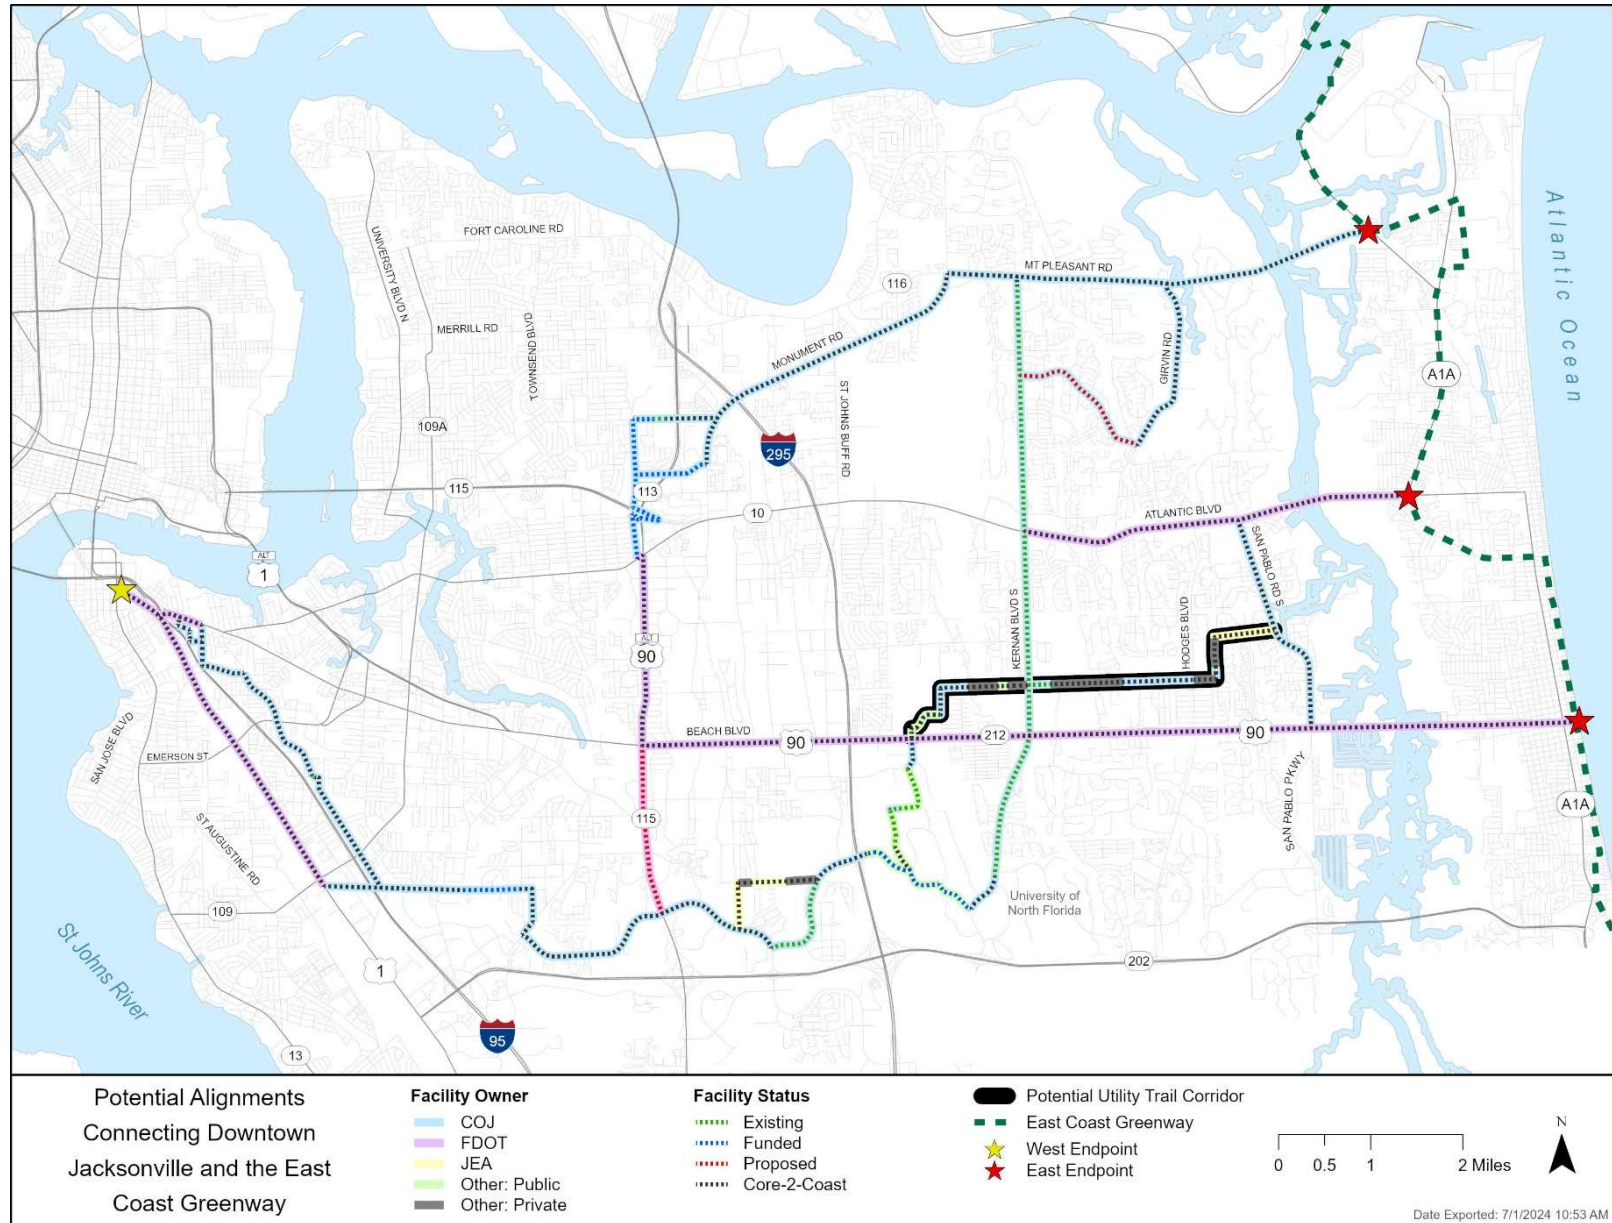 FORT CAROLINE RD
UNIVERSITY BLVD N
MERRILL RD
TOWNSEND BLVD
109A
116
MT PLEASANT RD
MONUMENT RD
GIRVIN RD
ST JOHNS BUFF RD
A1A
Atlantic Ocean
295
115
113
10
ATLANTIC BLVD
SAN PABLO RD S
ALT
1
ALT
90
KERNAN BLVD S
HODGES BLVD
BEACH BLVD
90
212
90
SAN JOSE BLVD
EMERSON ST
ST AUGUSTINE RD
115
SAN PABLO PKWY
A1A
109
University of
North Florida
St Johns River
1
202
95
13
Potential Alignments
Connecting Downtown
Jacksonville and the East
Coast Greenway
Facility Owner
COJ
FDOT
JEA
Other: Public
Other: Private
Facility Status
Existing
Funded
Proposed
Core-2-Coast
Potential Utility Trail Corridor
East Coast Greenway
West Endpoint
East Endpoint
0 0.5 1 2 Miles
N
Date Exported: 7/1/2024 10:53 AM